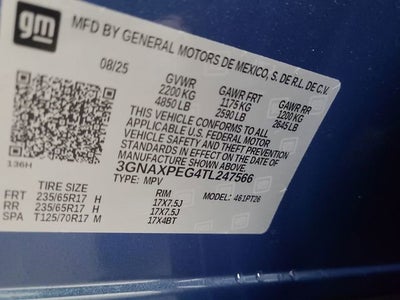 gm
MFD BY GENERAL MOTORS DE MEXICO, S. DE R.L. DE C.V.
08/25
GVWR GAWR FRT GAWR RR
2200 KG 1175 KG 1200 KG
4850 LB 2590 LB 2645 LB
THIS VEHICLE CONFORMS TO ALL
APPLICABLE U.S. FEDERAL MOTOR
VEHICLE SAFETY, BUMPER, AND THEFT
PREVENTION STANDARDS IN EFFECT ON
THE DATE OF MANUFACTURE SHOWN ABOVE.
3GNAXPEG4TL247566
136H
TYPE: MPV MODEL: 461PT26
TIRE SIZE RIM
FRT 235/65R17 H 17X7.5J
RR 235/65R17 H 17X7.5J
SPA T125/70R17 M 17X4BT